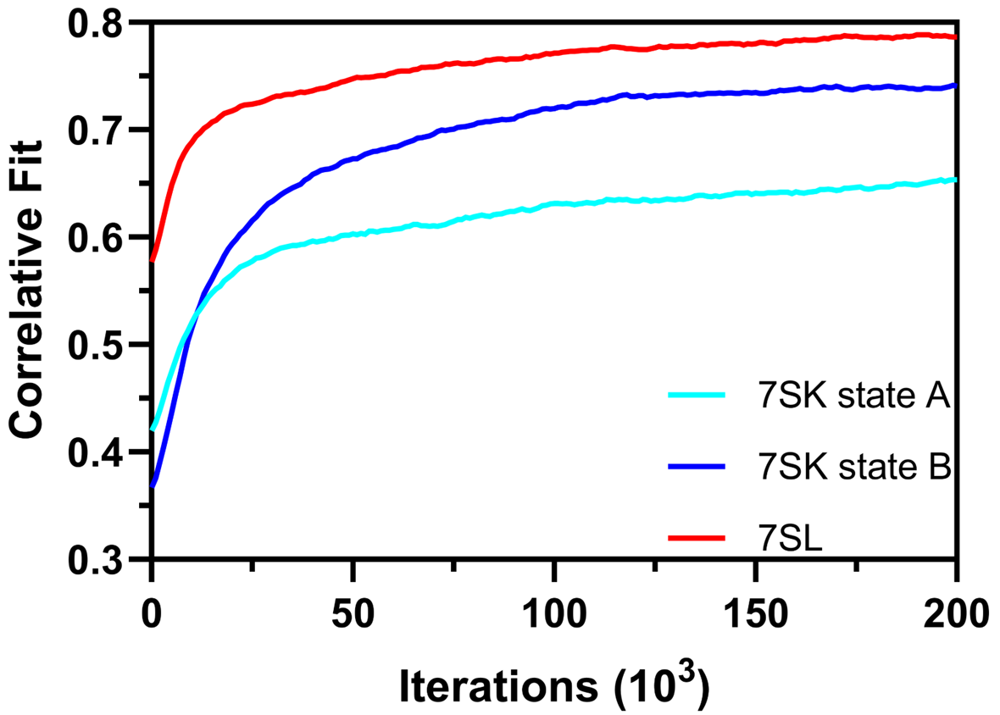 0.8
0.7
0.6
0.5
0.4
0.3
Correlative Fit
7SK state A
7SK state B
7SL
0 50 100 150 200
Iterations (10³)